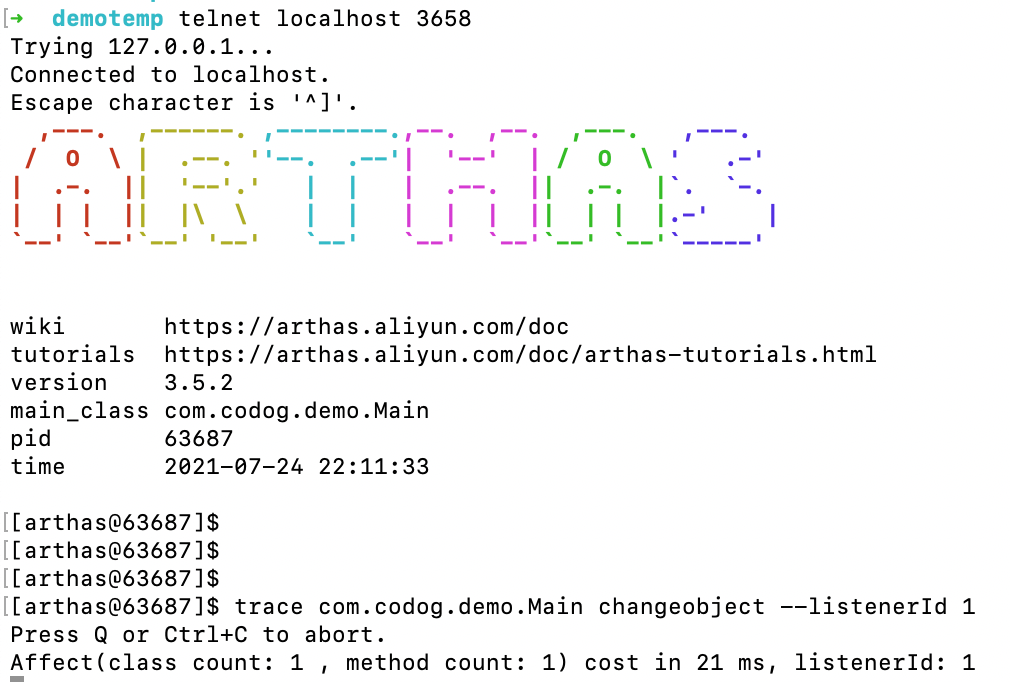 [➜  demotemp telnet localhost 3658
Trying 127.0.0.1...
Connected to localhost.
Escape character is '^]'.
ARTHAS
wiki       https://arthas.aliyun.com/doc
tutorials  https://arthas.aliyun.com/doc/arthas-tutorials.html
version    3.5.2
main_class com.codog.demo.Main
pid        63687
time       2021-07-24 22:11:33
[[arthas@63687]$
[[arthas@63687]$
[[arthas@63687]$
[[arthas@63687]$ trace com.codog.demo.Main changeobject --listenerId 1
Press Q or Ctrl+C to abort.
Affect(class count: 1 , method count: 1) cost in 21 ms, listenerId: 1